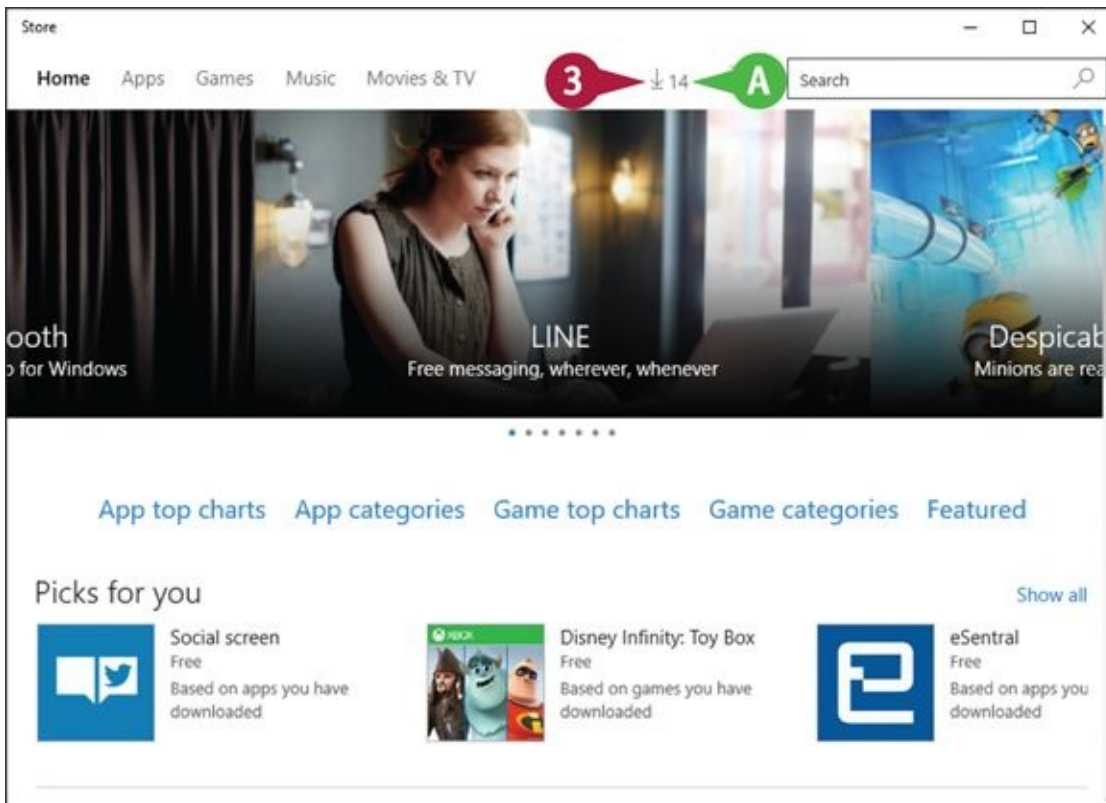 Store
Home Apps Games Music Movies & TV 3 14 A Search
ooth
o for Windows
LINE
Free messaging, wherever, whenever
Despicab
Minions are rea
App top charts App categories Game top charts Game categories Featured
Picks for you Show all
Social screen
Free
Based on apps you have
downloaded
XBOX
Disney Infinity: Toy Box
Free
Based on games you have
downloaded
eSentral
Free
Based on apps you
downloaded